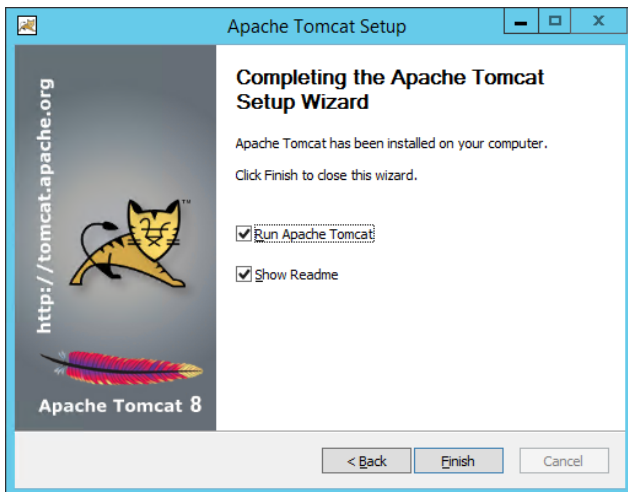 Apache Tomcat Setup
http://tomcat.apache.org
TM
Apache Tomcat 8
Completing the Apache Tomcat
Setup Wizard
Apache Tomcat has been installed on your computer.
Click Finish to close this wizard.
Run Apache Tomcat
Show Readme
< Back
Finish
Cancel